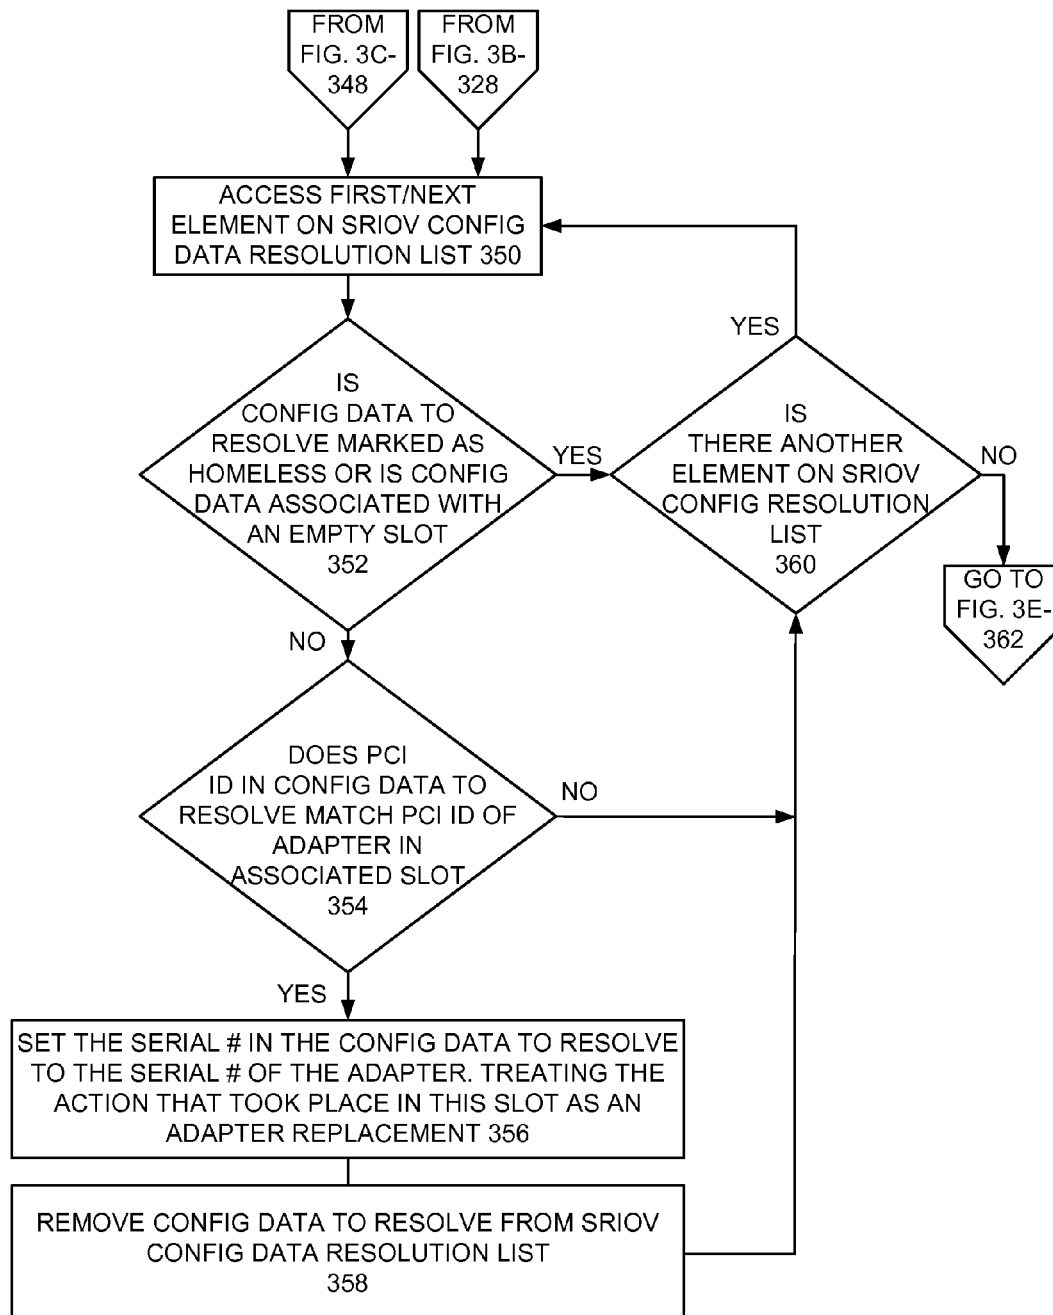 FROM
FIG. 3C-
348
FROM
FIG. 3B-
328
ACCESS FIRST/NEXT
ELEMENT ON SRIOV CONFIG
DATA RESOLUTION LIST 350
IS
CONFIG DATA TO
RESOLVE MARKED AS
HOMELESS OR IS CONFIG
DATA ASSOCIATED WITH
AN EMPTY SLOT
352
YES
NO
YES
IS
THERE ANOTHER
ELEMENT ON SRIOV
CONFIG RESOLUTION
LIST
360
NO
GO TO
FIG. 3E-
362
DOES PCI
ID IN CONFIG DATA TO
RESOLVE MATCH PCI ID OF
ADAPTER IN
ASSOCIATED SLOT
354
NO
YES
SET THE SERIAL # IN THE CONFIG DATA TO RESOLVE
TO THE SERIAL # OF THE ADAPTER. TREATING THE
ACTION THAT TOOK PLACE IN THIS SLOT AS AN
ADAPTER REPLACEMENT 356
REMOVE CONFIG DATA TO RESOLVE FROM SRIOV
CONFIG DATA RESOLUTION LIST
358